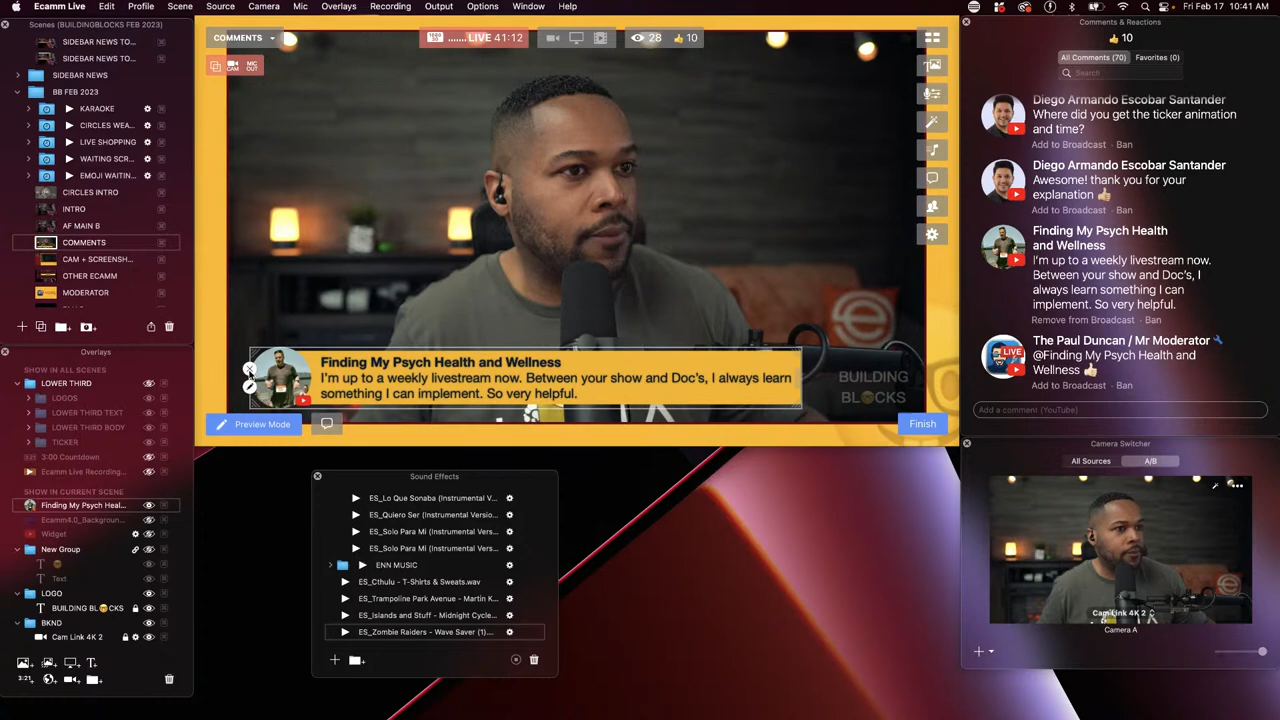 Ecamm Live
Edit
Profile
Scene
Source
Camera
Mic
Overlays
Recording
Output
Options
Window
Help
Fri Feb 17
10:41 AM
Scenes (BUILDINGBLOCKS FEB 2023)
SIDEBAR NEWS TO...
SIDEBAR NEWS TO...
SIDEBAR NEWS
BB FEB 2023
KARAOKE
CIRCLES WEA...
LIVE SHOPPING
WAITING SCR...
EMOJI WAITIN...
CIRCLES INTRO
INTRO
AF MAIN B
COMMENTS
CAM + SCREENSH...
OTHER ECAMM
MODERATOR
Overlays
SHOW IN ALL SCENES
LOWER THIRD
LOGOS
LOWER THIRD TEXT
LOWER THIRD BODY
TICKER
3:00 Countdown
Ecamm Live Recording...
SHOW IN CURRENT SCENE
Finding My Psych Heal...
Ecamm4.0_Backgroun...
Widget
New Group
Text
LOGO
BUILDING BL😎CKS
BKND
Cam Link 4K 2
3:21
COMMENTS
LIVE 41:12
28
10
CAM
MIC OUT
Finding My Psych Health and Wellness
I'm up to a weekly livestream now. Between your show and Doc's, I always learn
something I can implement. So very helpful.
BUILDING
BL😎CKS
Preview Mode
Finish
Sound Effects
ES_Lo Que Sonaba (Instrumental V...
ES_Quiero Ser (Instrumental Versio...
ES_Solo Para Mi (Instrumental Vers...
ES_Solo Para Mi (Instrumental Vers...
ENN MUSIC
ES_Cthulu - T-Shirts & Sweats.wav
ES_Trampoline Park Avenue - Martin K...
ES_Islands and Stuff - Midnight Cycle...
ES_Zombie Raiders - Wave Saver (1)....
Comments & Reactions
👍 10
All Comments (70)
Favorites (0)
Search
Diego Armando Escobar Santander
Where did you get the ticker animation
and time?
Add to Broadcast - Ban
Diego Armando Escobar Santander
Awesome! thank you for your
explanation 👍
Add to Broadcast - Ban
Finding My Psych Health
and Wellness
I'm up to a weekly livestream now.
Between your show and Doc's, I
always learn something I can
implement. So very helpful.
Remove from Broadcast - Ban
The Paul Duncan / Mr Moderator
@Finding My Psych Health and
Wellness 👍
LIVE
Add to Broadcast - Ban
Add a comment (YouTube)
Camera Switcher
All Sources
A/B
Cam Link 4K 2
Camera A